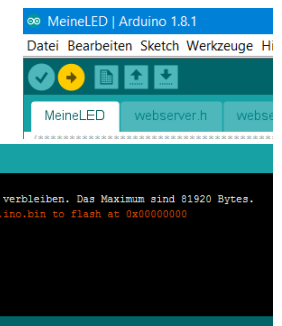 MeineLED | Arduino 1.8.1
Datei Bearbeiten Sketch Werkzeuge
MeineLED webserver.h
verbleiben. Das Maximum sind 81920 Bytes.
.ino.bin to flash at 0x00000000